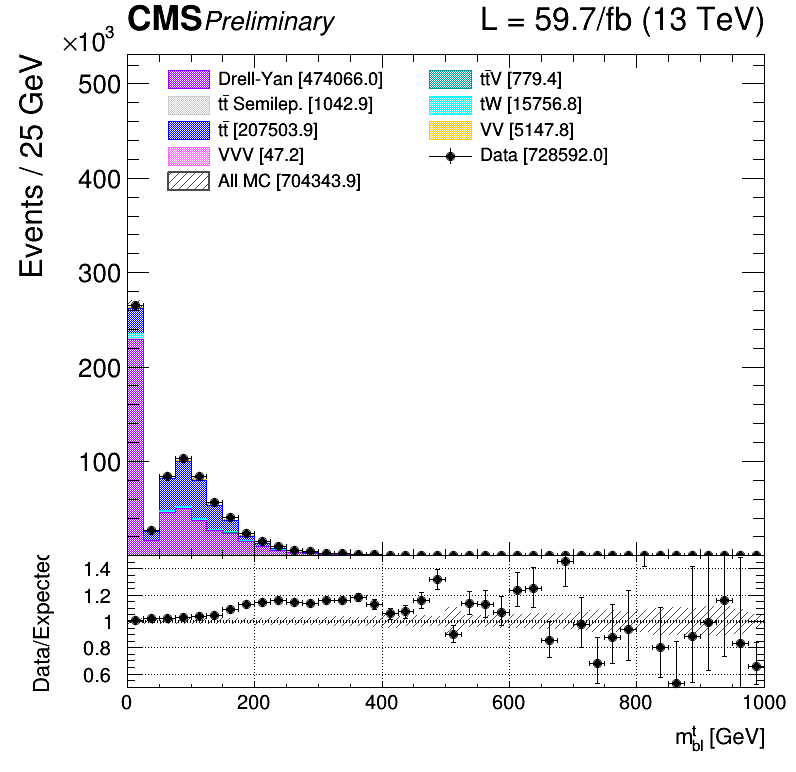 CMS Preliminary L = 59.7/fb (13 TeV)
×10³
Events / 25 GeV
500
400
300
200
100
Drell-Yan [474066.0]
tt̄ Semilep. [1042.9]
tt̄ [207503.9]
VVV [47.2]
All MC [704343.9]
tt̄V [779.4]
tW [15756.8]
VV [5147.8]
Data [728592.0]
Data/Expected
1.4
1.2
1
0.8
0.6
0 200 400 600 800 1000
m^t_bl [GeV]